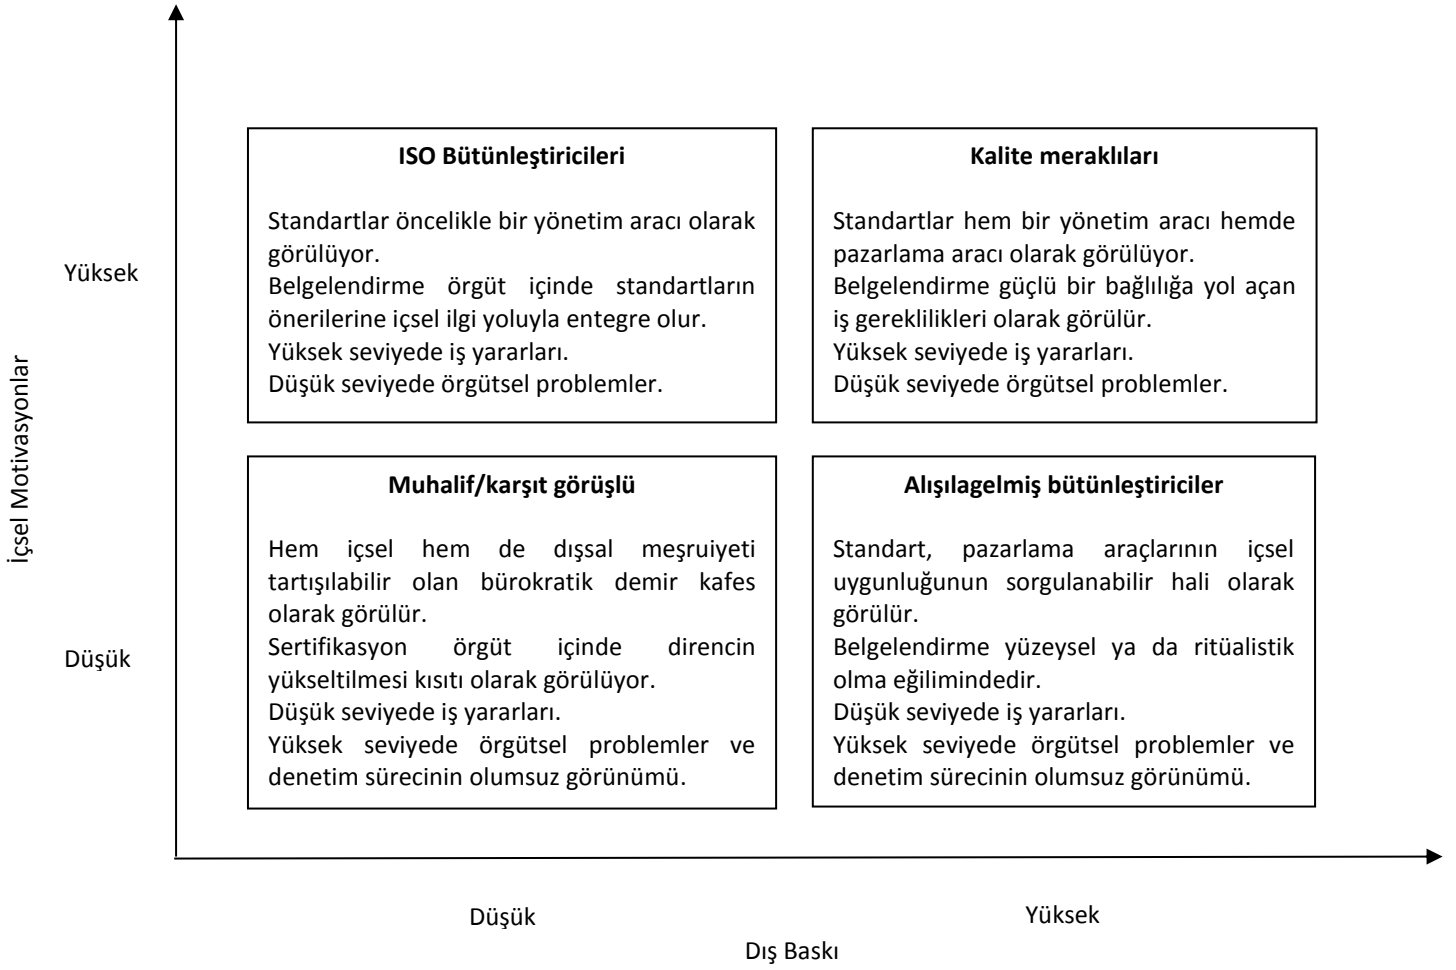 ISO Bütünleştiricileri
Standartlar öncelikle bir yönetim aracı olarak
görülüyor.
Belgelendirme örgüt içinde standartların
önerilerine içsel ilgi yoluyla entegre olur.
Yüksek seviyede iş yararları.
Düşük seviyede örgütsel problemler.
Kalite meraklıları
Standartlar hem bir yönetim aracı hemde
pazarlama aracı olarak görülüyor.
Belgelendirme güçlü bir bağlılığa yol açan
iş gereklilikleri olarak görülür.
Yüksek seviyede iş yararları.
Düşük seviyede örgütsel problemler.
Yüksek
İçsel Motivasyonlar
Muhalif/karşıt görüşlü
Hem içsel hem de dışsal meşruiyeti
tartışılabilir olan bürokratik demir kafes
olarak görülür.
Sertifikasyon örgüt içinde direncin
yükseltilmesi kısıtı olarak görülüyor.
Düşük seviyede iş yararları.
Yüksek seviyede örgütsel problemler ve
denetim sürecinin olumsuz görünümü.
Alışılagelmiş bütünleştiriciler
Standart, pazarlama araçlarının içsel
uygunluğunun sorgulanabilir hali olarak
görülür.
Belgelendirme yüzeysel ya da ritüalistik
olma eğilimindedir.
Düşük seviyede iş yararları.
Yüksek seviyede örgütsel problemler ve
denetim sürecinin olumsuz görünümü.
Düşük
Düşük
Yüksek
Dış Baskı